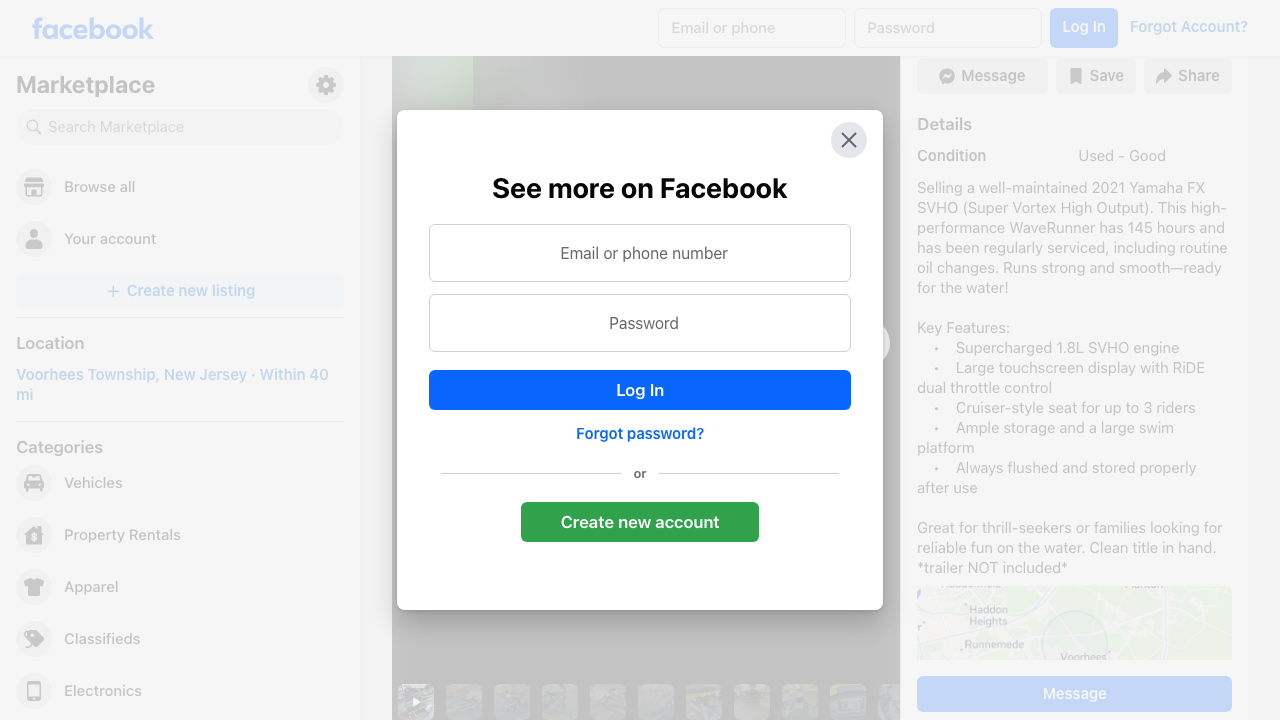 facebook
Email or phone
Password
Log In
Forgot Account?
Marketplace
Search Marketplace
Browse all
Your account
Create new listing
Location
Voorhees Township, New Jersey · Within 40
mi
Categories
Vehicles
Property Rentals
Apparel
Classifieds
Electronics
See more on Facebook
Email or phone number
Password
Log In
Forgot password?
or
Create new account
Message
Save
Share
Details
Condition
Used - Good
Selling a well-maintained 2021 Yamaha FX
SVHO (Super Vortex High Output). This high-
performance WaveRunner has 145 hours and
has been regularly serviced, including routine
oil changes. Runs strong and smooth—ready
for the water!
Key Features:
• Supercharged 1.8L SVHO engine
• Large touchscreen display with RiDE
dual throttle control
• Cruiser-style seat for up to 3 riders
• Ample storage and a large swim
platform
• Always flushed and stored properly
after use
Great for thrill-seekers or families looking for
reliable fun on the water. Clean title in hand.
*trailer NOT included*
Haddon
Heights
Runnemede
Voorhees
Message